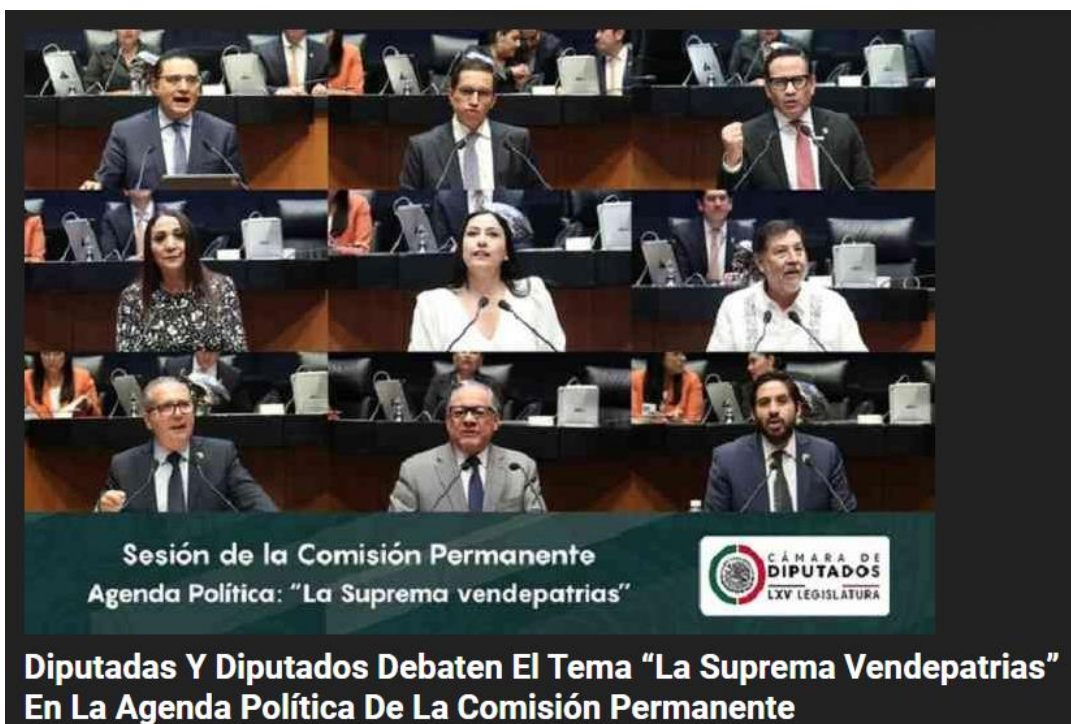 Sesión de la Comisión Permanente
Agenda Política: “La Suprema vendepatrias”
CÁMARA DE
DIPUTADOS
LXV LEGISLATURA
Diputadas Y Diputados Debaten El Tema “La Suprema Vendepatrias”
En La Agenda Política De La Comisión Permanente